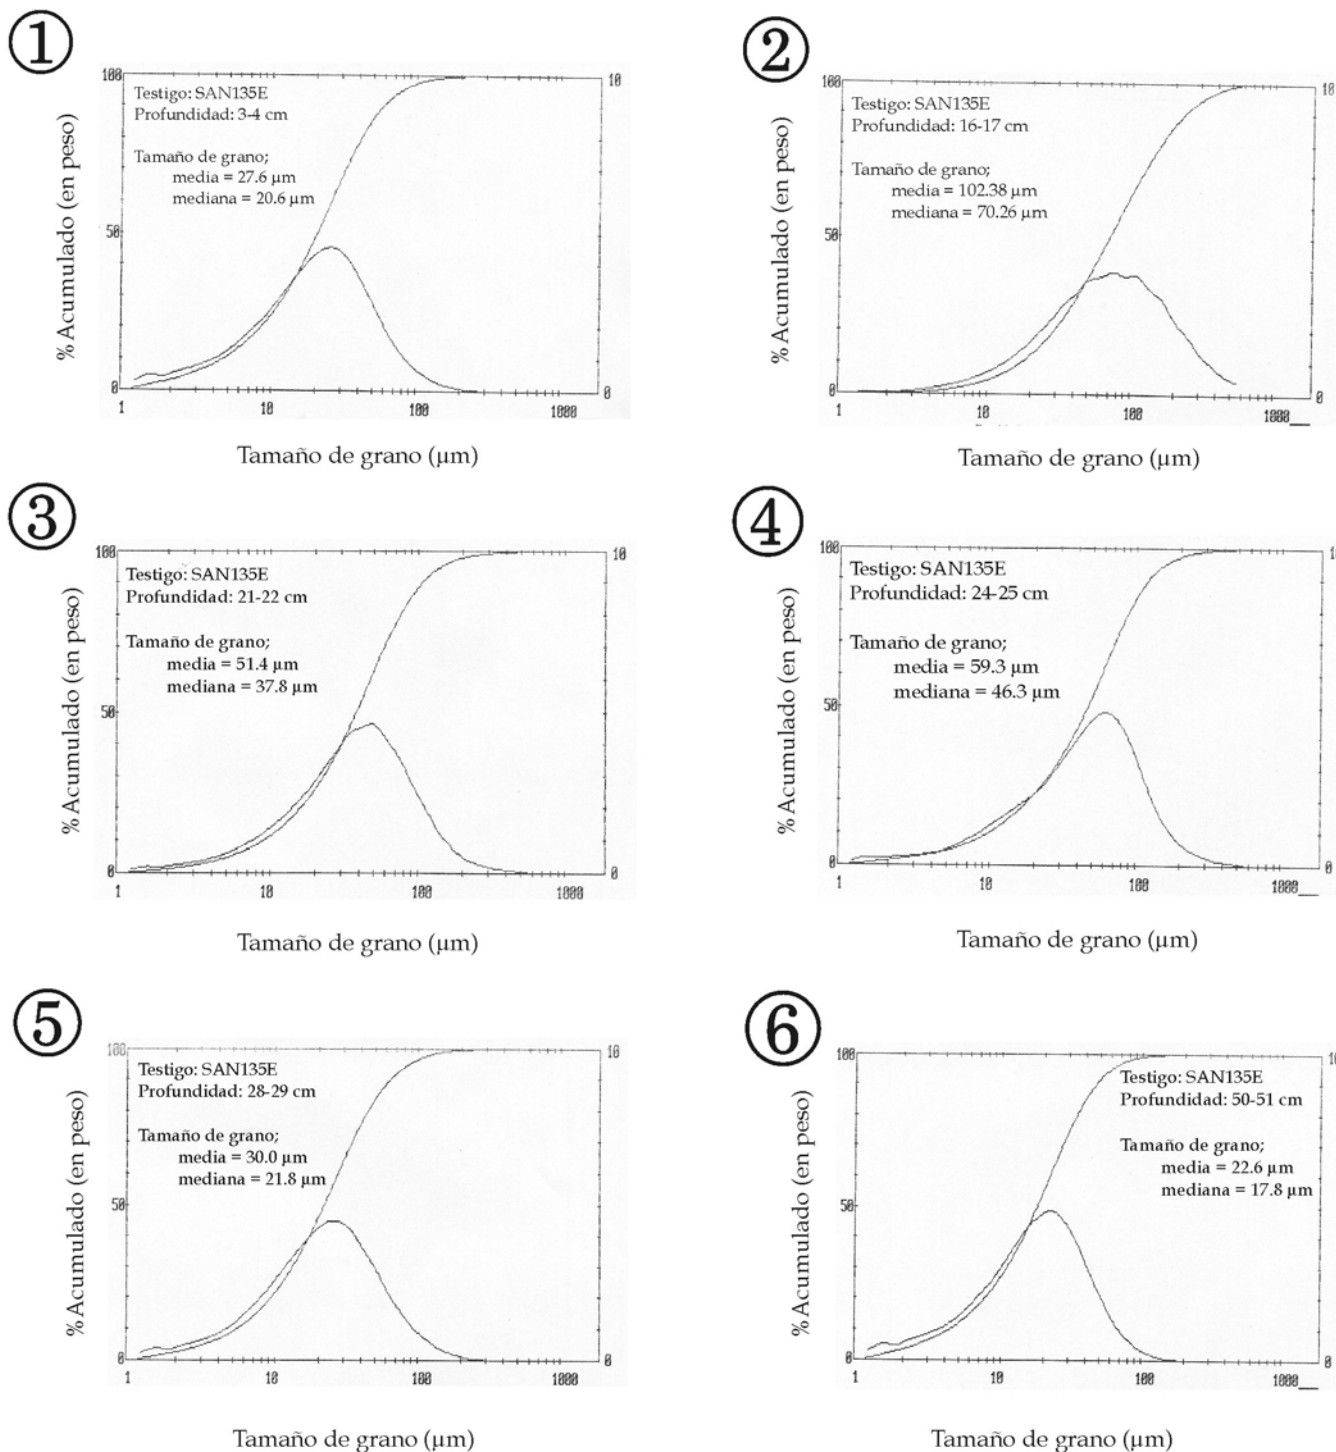 ①
100
10
Testigo: SAN135E
Profundidad: 3-4 cm
Tamaño de grano;
media = 27.6 µm
mediana = 20.6 µm
% Acumulado (en peso)
50
0
0
1
10
100
1000
Tamaño de grano (µm)
②
100
10
Testigo: SAN135E
Profundidad: 16-17 cm
Tamaño de grano;
media = 102.38 µm
mediana = 70.26 µm
% Acumulado (en peso)
50
0
0
1
10
100
1000
Tamaño de grano (µm)
③
100
10
Testigo: SAN135E
Profundidad: 21-22 cm
Tamaño de grano;
media = 51.4 µm
mediana = 37.8 µm
% Acumulado (en peso)
50
0
0
1
10
100
1000
Tamaño de grano (µm)
④
100
10
Testigo: SAN135E
Profundidad: 24-25 cm
Tamaño de grano;
media = 59.3 µm
mediana = 46.3 µm
% Acumulado (en peso)
50
0
0
1
10
100
1000
Tamaño de grano (µm)
⑤
100
10
Testigo: SAN135E
Profundidad: 28-29 cm
Tamaño de grano;
media = 30.0 µm
mediana = 21.8 µm
% Acumulado (en peso)
50
0
0
1
10
100
1000
Tamaño de grano (µm)
⑥
100
10
Testigo: SAN135E
Profundidad: 50-51 cm
Tamaño de grano;
media = 22.6 µm
mediana = 17.8 µm
% Acumulado (en peso)
50
0
0
1
10
100
1000
Tamaño de grano (µm)